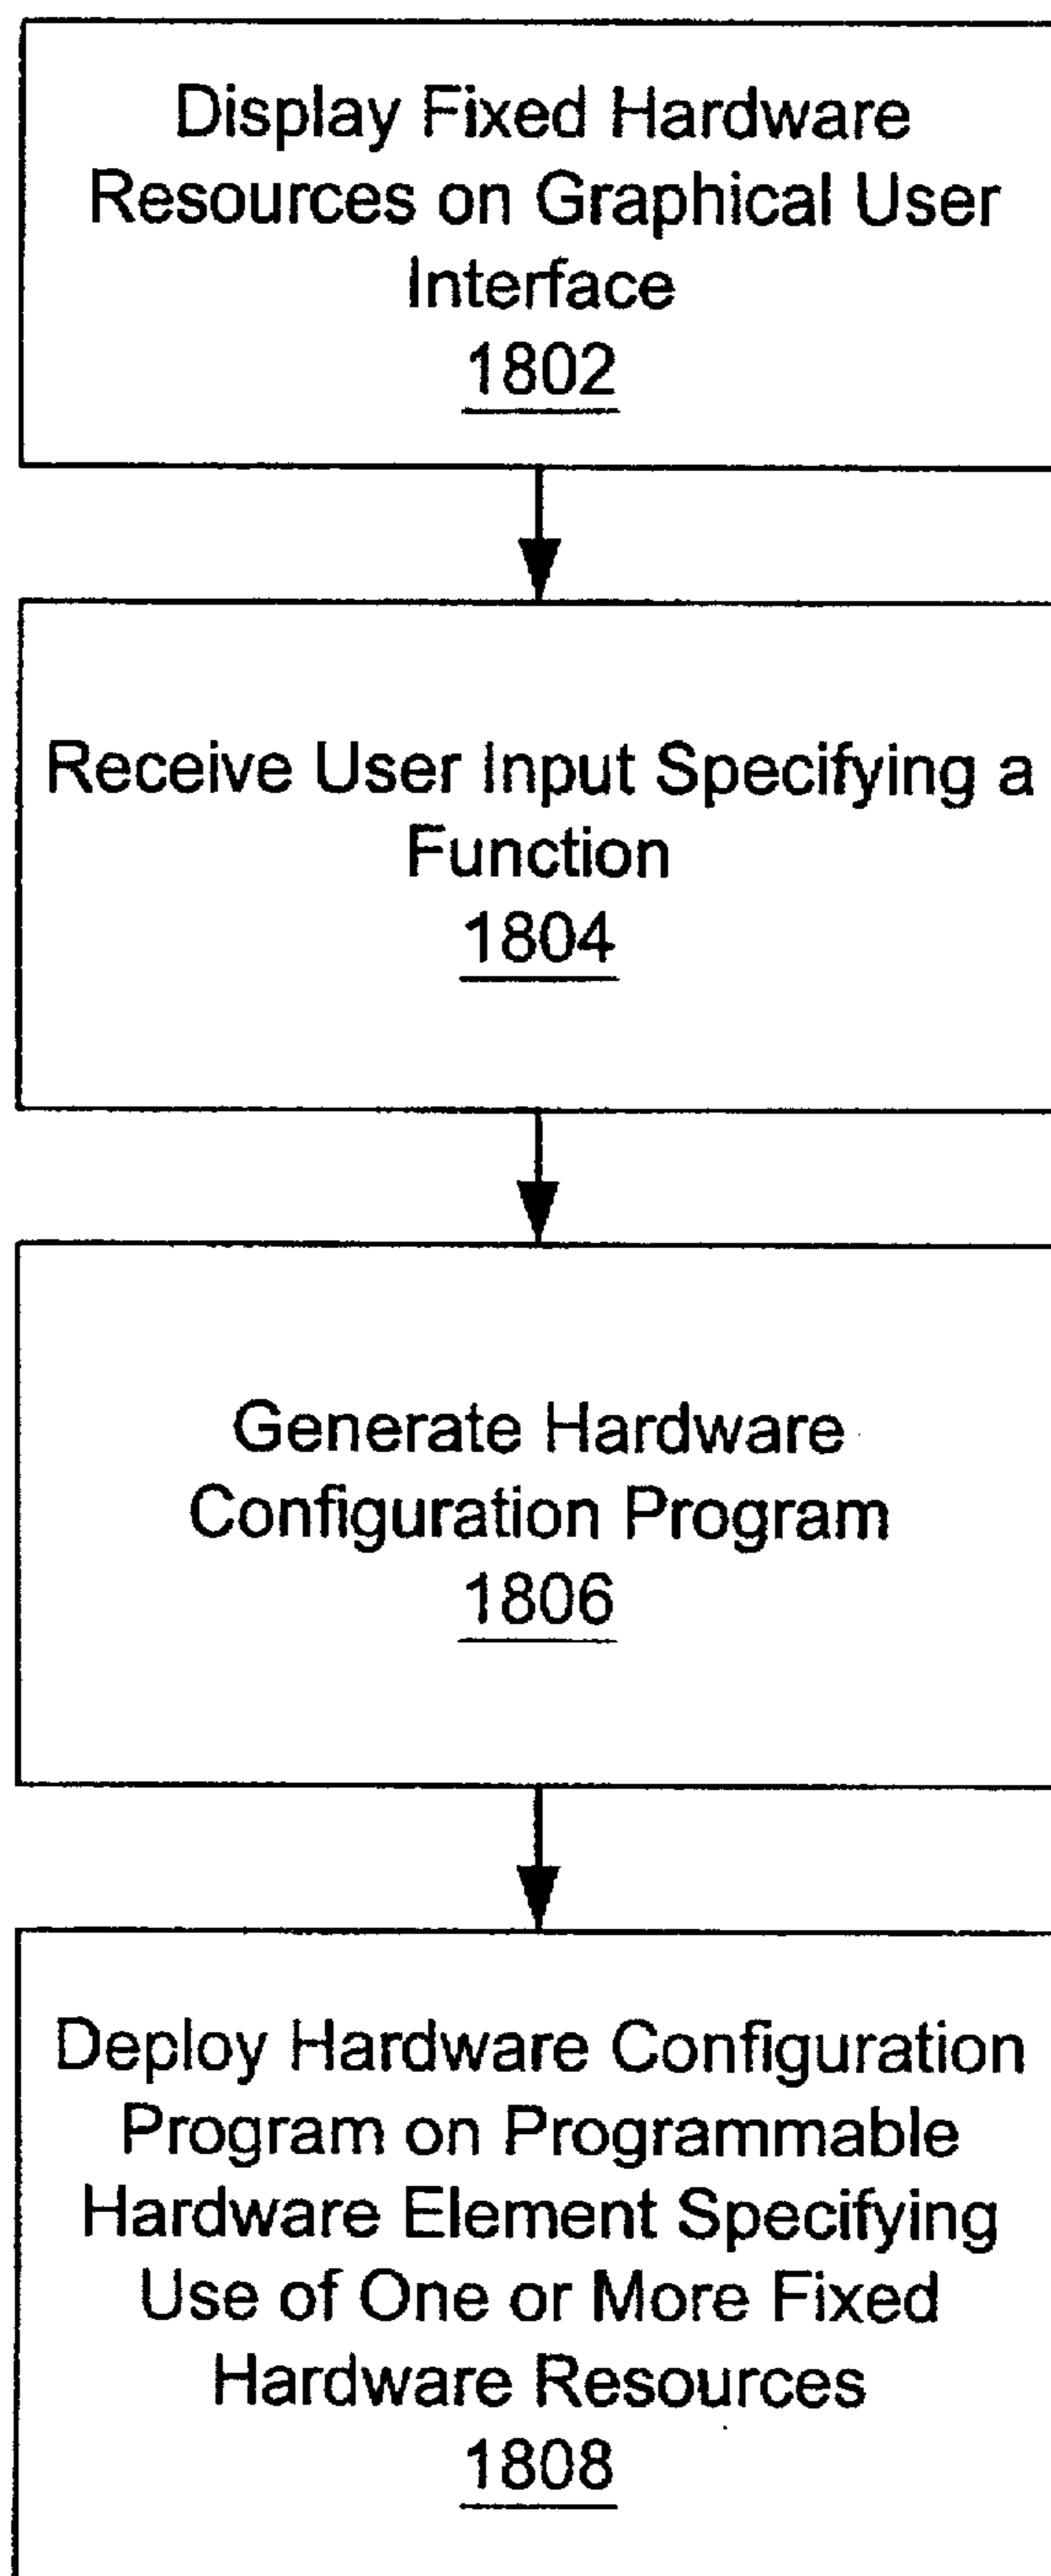 Display Fixed Hardware
Resources on Graphical User
Interface
1802
Receive User Input Specifying a
Function
1804
Generate Hardware
Configuration Program
1806
Deploy Hardware Configuration
Program on Programmable
Hardware Element Specifying
Use of One or More Fixed
Hardware Resources
1808